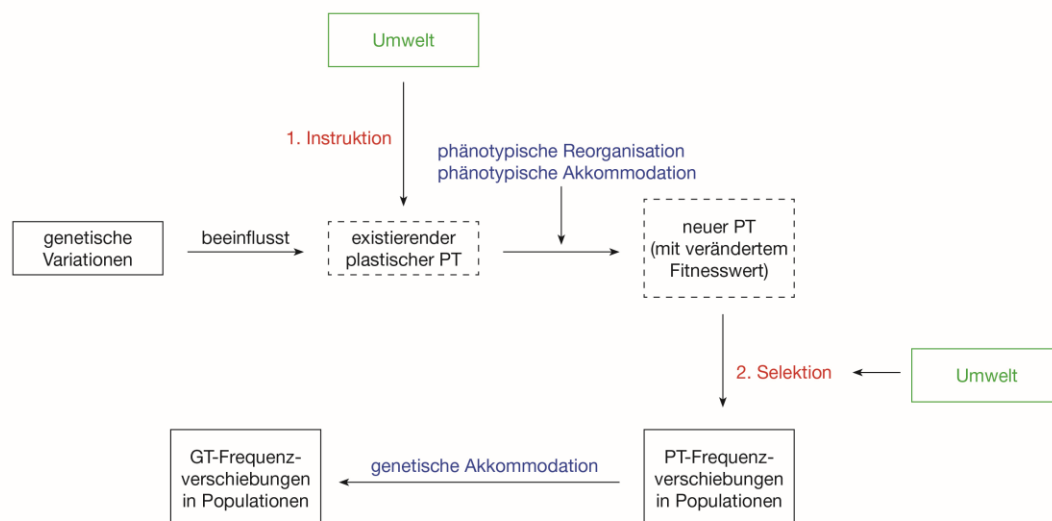 Umwelt
1. Instruktion
phänotypische Reorganisation
phänotypische Akkommodation
genetische
Variationen
beeinflusst
existierender
plastischer PT
neuer PT
(mit verändertem
Fitnesswert)
2. Selektion
Umwelt
GT-Frequenz-
verschiebungen
in Populationen
genetische Akkommodation
PT-Frequenz-
verschiebungen
in Populationen